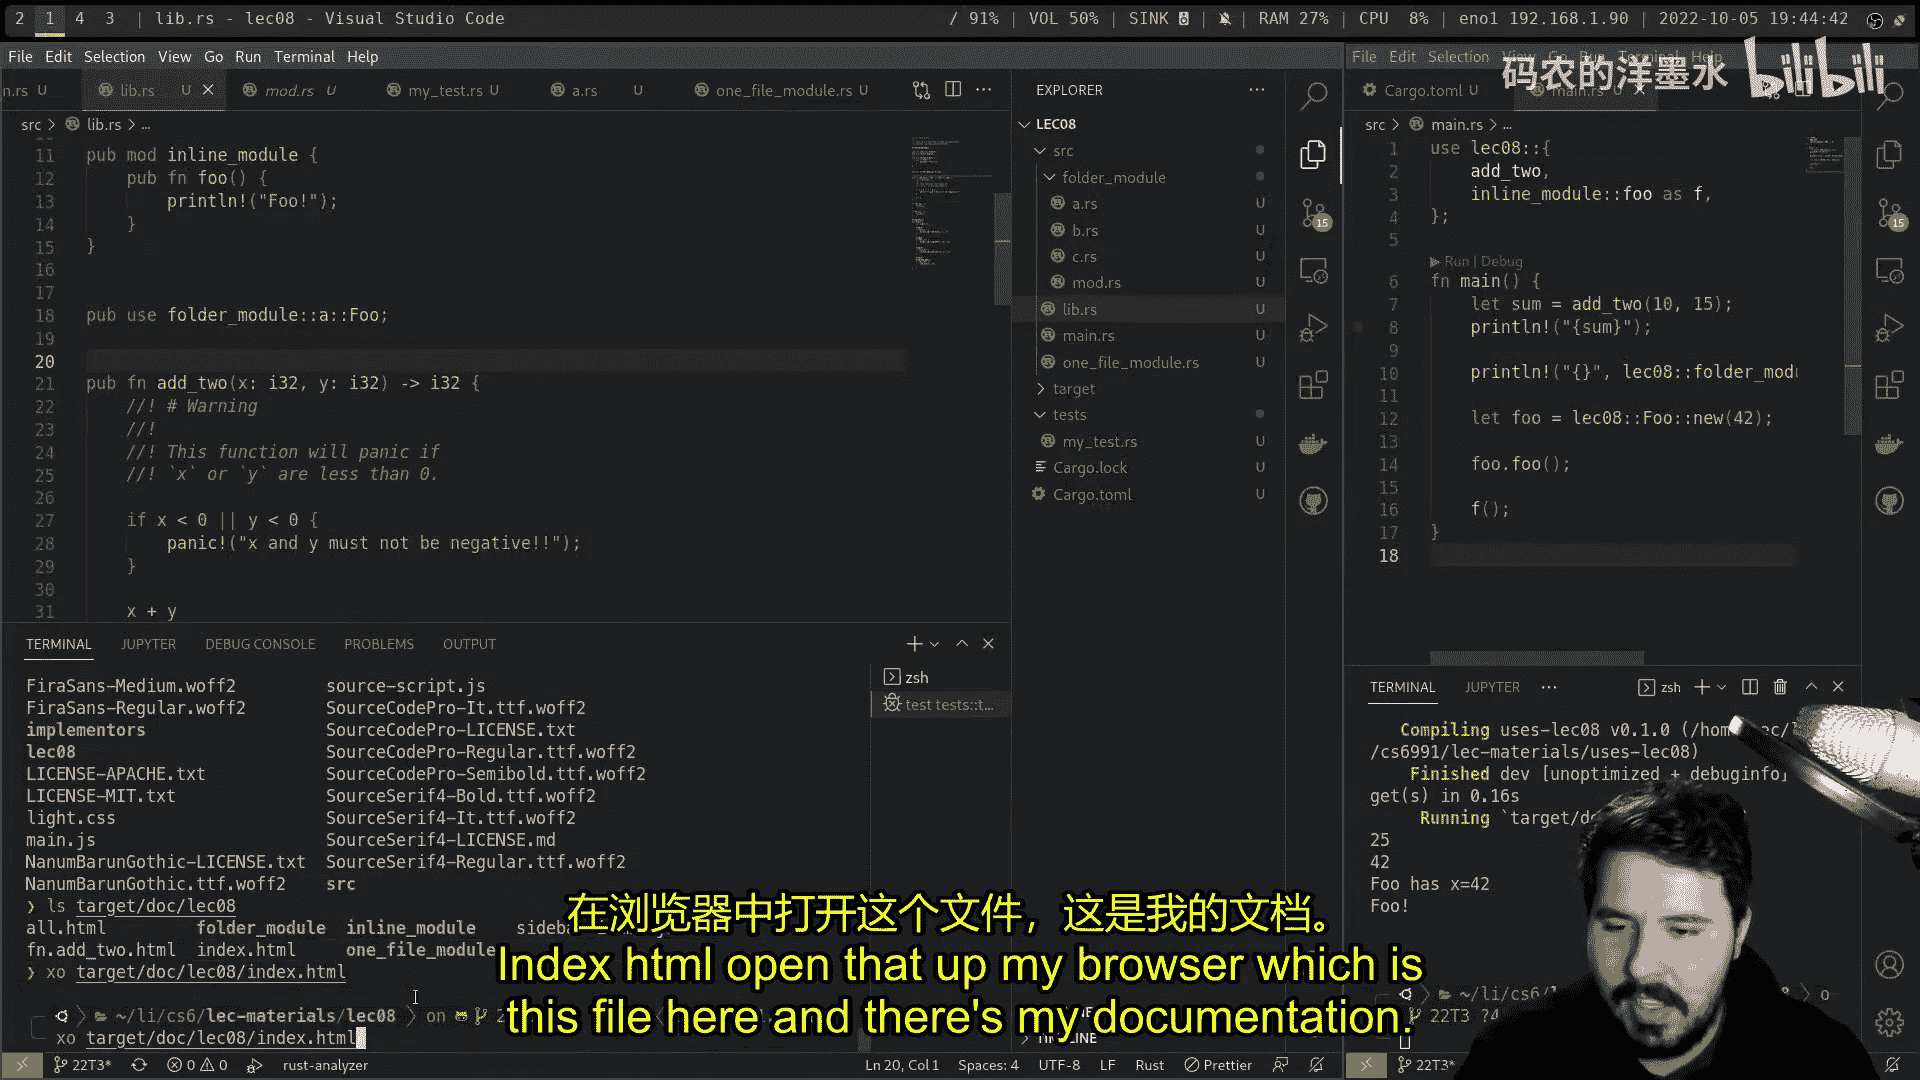 2 1 4 3 | lib.rs - lec08 - Visual Studio Code
/ 91% | VOL 50% | SINK | RAM 27% | CPU 8% | eno1 192.168.1.90 | 2022-10-05 19:44:42
File Edit Selection View Go Run Terminal Help
n.rs U lib.rs U mod.rs U my_test.rs U a.rs U one_file_module.rs U
src > lib.rs > ...
11 pub mod inline_module {
12 pub fn foo() {
13 println!("Foo!");
14 }
15 }
16
17
18 pub use folder_module::a::Foo;
19
20
21 pub fn add_two(x: i32, y: i32) -> i32 {
22 //! # Warning
23 //!
24 //! This function will panic if
25 //! `x` or `y` are less than 0.
26
27 if x < 0 || y < 0 {
28 panic!("x and y must not be negative!!");
29 }
30
31 x + y
EXPLORER
LEC08
src
folder_module
a.rs U
b.rs U
c.rs U
mod.rs U
lib.rs U
main.rs U
one_file_module.rs U
target
tests
my_test.rs U
Cargo.lock U
Cargo.toml U
15
File Edit Selection View Go Run Terminal Help
码农的洋墨水 bilibili
Cargo.toml U main.rs U
src > main.rs > ...
1 use lec08::{
2 add_two,
3 inline_module::foo as f,
4 };
5
Run | Debug
6 fn main() {
7 let sum = add_two(10, 15);
8 println!("{sum}");
9
10 println!("{}", lec08::folder_modu
11
12 let foo = lec08::Foo::new(42);
13
14 foo.foo();
15
16 f();
17 }
18
15
TERMINAL JUPYTER DEBUG CONSOLE PROBLEMS OUTPUT
zsh
test tests::t...
FiraSans-Medium.woff2 source-script.js
FiraSans-Regular.woff2 SourceCodePro-It.ttf.woff2
implementors SourceCodePro-LICENSE.txt
lec08 SourceCodePro-Regular.ttf.woff2
LICENSE-APACHE.txt SourceCodePro-Semibold.ttf.woff2
LICENSE-MIT.txt SourceSerif4-Bold.ttf.woff2
light.css SourceSerif4-It.ttf.woff2
main.js SourceSerif4-LICENSE.md
NanumBarunGothic-LICENSE.txt SourceSerif4-Regular.ttf.woff2
NanumBarunGothic.ttf.woff2 src
❯ ls target/doc/lec08
all.html folder_module inline_module
fn.add_two.html index.html one_file_module
❯ xo target/doc/lec08/index.html
~/li/cs6/lec-materials/lec08 on
xo target/doc/lec08/index.html
TERMINAL JUPYTER ... zsh
Compiling uses-lec08 v0.1.0
/cs6991/lec-materials/uses-lec08)
Finished dev [unoptimized + debuginfo]
get(s) in 0.16s
Running
25
42
Foo has x=42
Foo!
~/li/cs6/
22T3
在浏览器中打开这个文件，这是我的文档。
Index html open that up my browser which is
this file here and there's my documentation.
22T3* 0 0 rust-analyzer
Ln 20, Col 1 Spaces: 4 UTF-8 LF Rust Prettier
22T3*